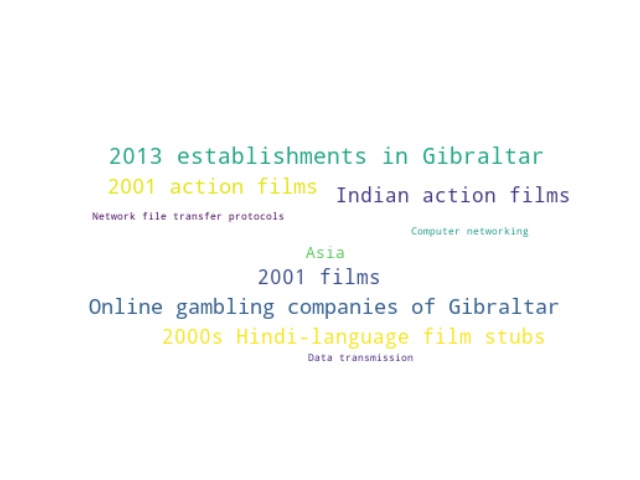 2013 establishments in Gibraltar
2001 action films
Indian action films
Network file transfer protocols
Computer networking
Asia
2001 films
Online gambling companies of Gibraltar
2000s Hindi-language film stubs
Data transmission